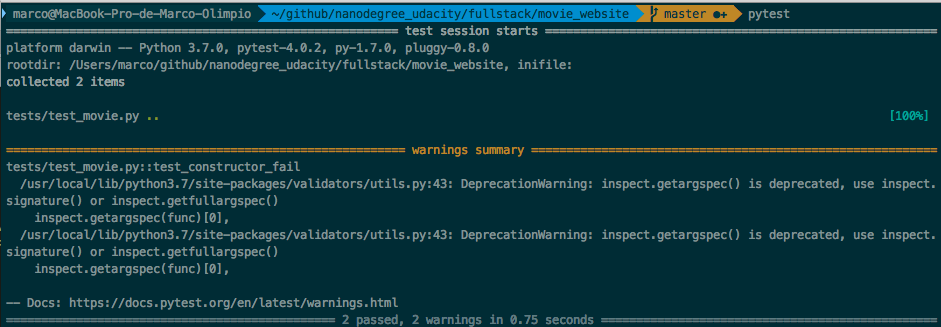 marco@MacBook-Pro-de-Marco-Olimpio ~/github/nanodegree_udacity/fullstack/movie_website master ●+ pytest
test session starts
platform darwin -- Python 3.7.0, pytest-4.0.2, py-1.7.0, pluggy-0.8.0
rootdir: /Users/marco/github/nanodegree_udacity/fullstack/movie_website, inifile:
collected 2 items
tests/test_movie.py .. [100%]
warnings summary
tests/test_movie.py::test_constructor_fail
/usr/local/lib/python3.7/site-packages/validators/utils.py:43: DeprecationWarning: inspect.getargspec() is deprecated, use inspect.
signature() or inspect.getfullargspec()
inspect.getargspec(func)[0],
/usr/local/lib/python3.7/site-packages/validators/utils.py:43: DeprecationWarning: inspect.getargspec() is deprecated, use inspect.
signature() or inspect.getfullargspec()
inspect.getargspec(func)[0],
-- Docs: https://docs.pytest.org/en/latest/warnings.html
2 passed, 2 warnings in 0.75 seconds